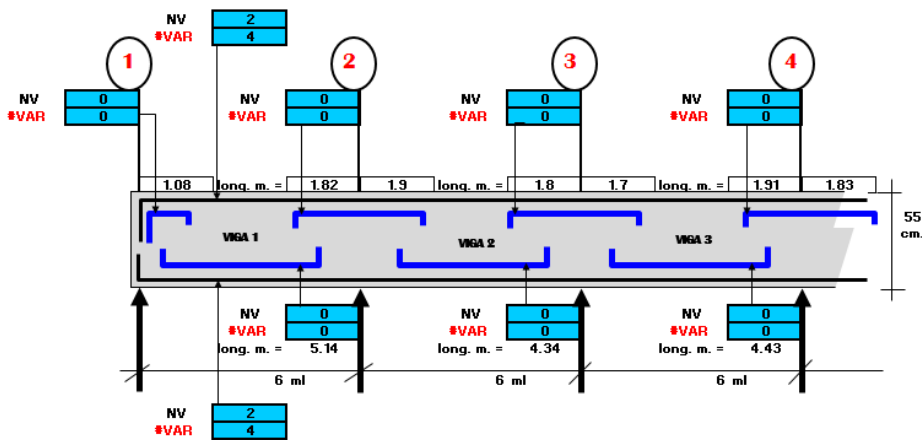 NV 2
#VAR 4
1 2 3 4
NV 0 NV 0 NV 0 NV 0
#VAR 0 #VAR 0 #VAR 0 #VAR 0
1.08 long. m. = 1.82 1.9 long. m. = 1.8 1.7 long. m. = 1.91 1.83
VIGA 1 VIGA 2 VIGA 3
55
cm.
NV 0 NV 0 NV 0
#VAR 0 #VAR 0 #VAR 0
long. m. = 5.14 long. m. = 4.34 long. m. = 4.43
6 ml 6 ml 6 ml
NV 2
#VAR 4